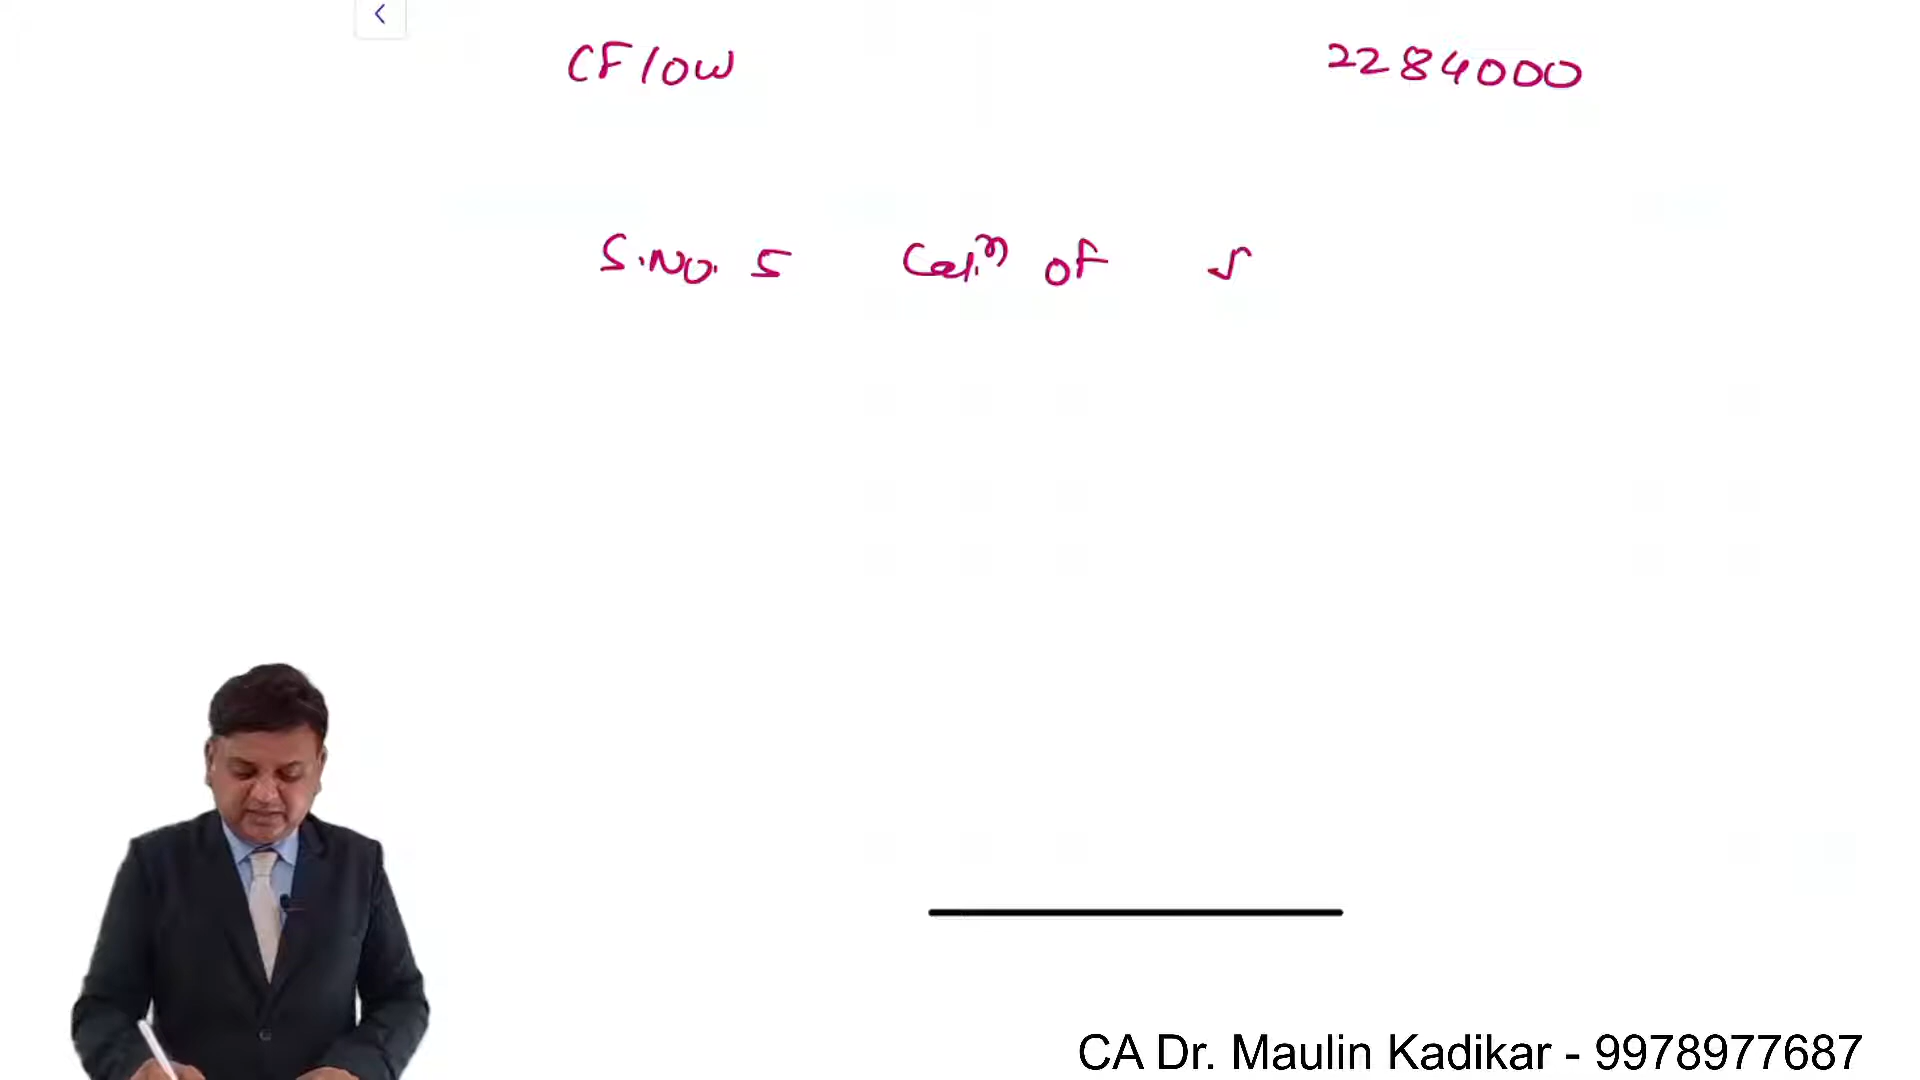 CFlow 2284000
S.No. 5 Cal.n of
CA Dr. Maulin Kadikar - 9978977687